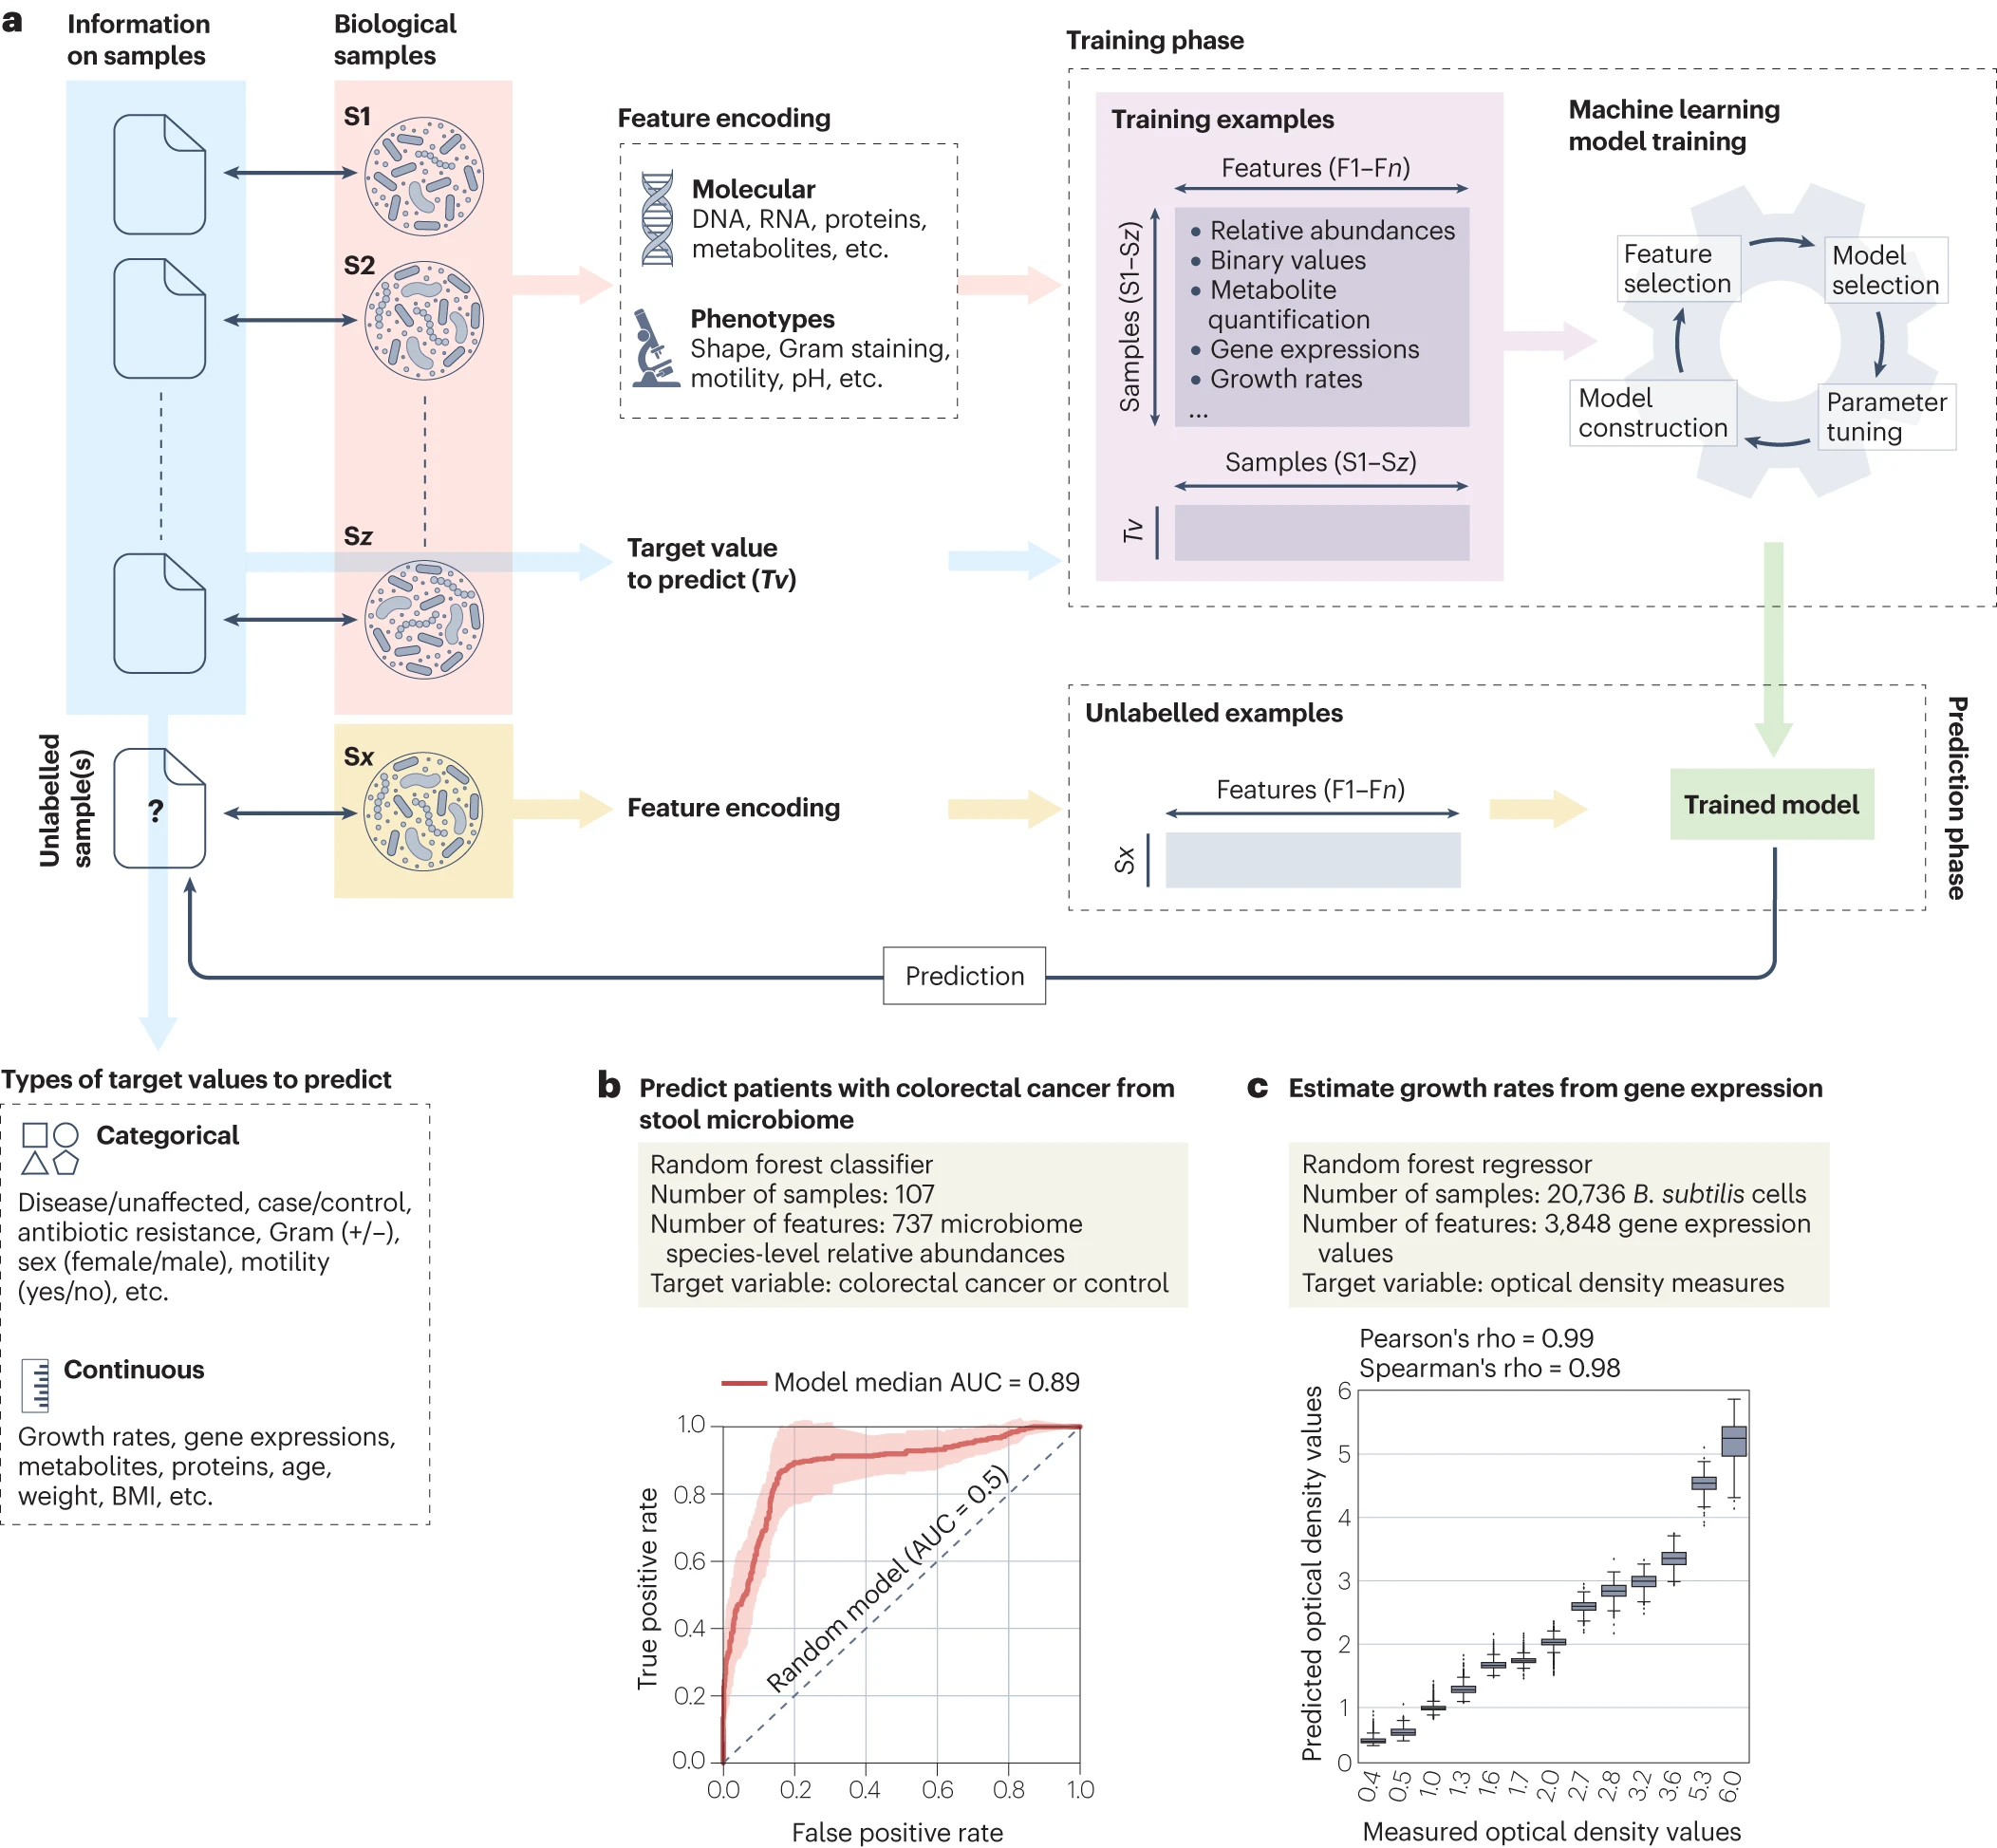 a
Information
on samples
Biological
samples
S1
S2
Sz
Sx
Unlabelled
sample(s)
?
Feature encoding
Molecular
DNA, RNA, proteins,
metabolites, etc.
Phenotypes
Shape, Gram staining,
motility, pH, etc.
Target value
to predict (Tv)
Feature encoding
Training phase
Training examples
Features (F1–Fn)
Samples (S1–Sz)
• Relative abundances
• Binary values
• Metabolite
quantification
• Gene expressions
• Growth rates
...
Samples (S1–Sz)
Tv
Machine learning
model training
Feature
selection
Model
selection
Parameter
tuning
Model
construction
Unlabelled examples
Features (F1–Fn)
Sx
Trained model
Prediction phase
Prediction
Types of target values to predict
Categorical
Disease/unaffected, case/control,
antibiotic resistance, Gram (+/–),
sex (female/male), motility
(yes/no), etc.
Continuous
Growth rates, gene expressions,
metabolites, proteins, age,
weight, BMI, etc.
b Predict patients with colorectal cancer from
stool microbiome
Random forest classifier
Number of samples: 107
Number of features: 737 microbiome
species-level relative abundances
Target variable: colorectal cancer or control
Model median AUC = 0.89
True positive rate
1.0
0.8
0.6
0.4
0.2
0.0
Random model (AUC = 0.5)
0.0 0.2 0.4 0.6 0.8 1.0
False positive rate
c Estimate growth rates from gene expression
Random forest regressor
Number of samples: 20,736 B. subtilis cells
Number of features: 3,848 gene expression
values
Target variable: optical density measures
Pearson's rho = 0.99
Spearman's rho = 0.98
Predicted optical density values
6
5
4
3
2
1
0
0.4 0.5 1.0 1.3 1.6 1.7 2.0 2.7 2.8 3.2 3.6 5.3 6.0
Measured optical density values